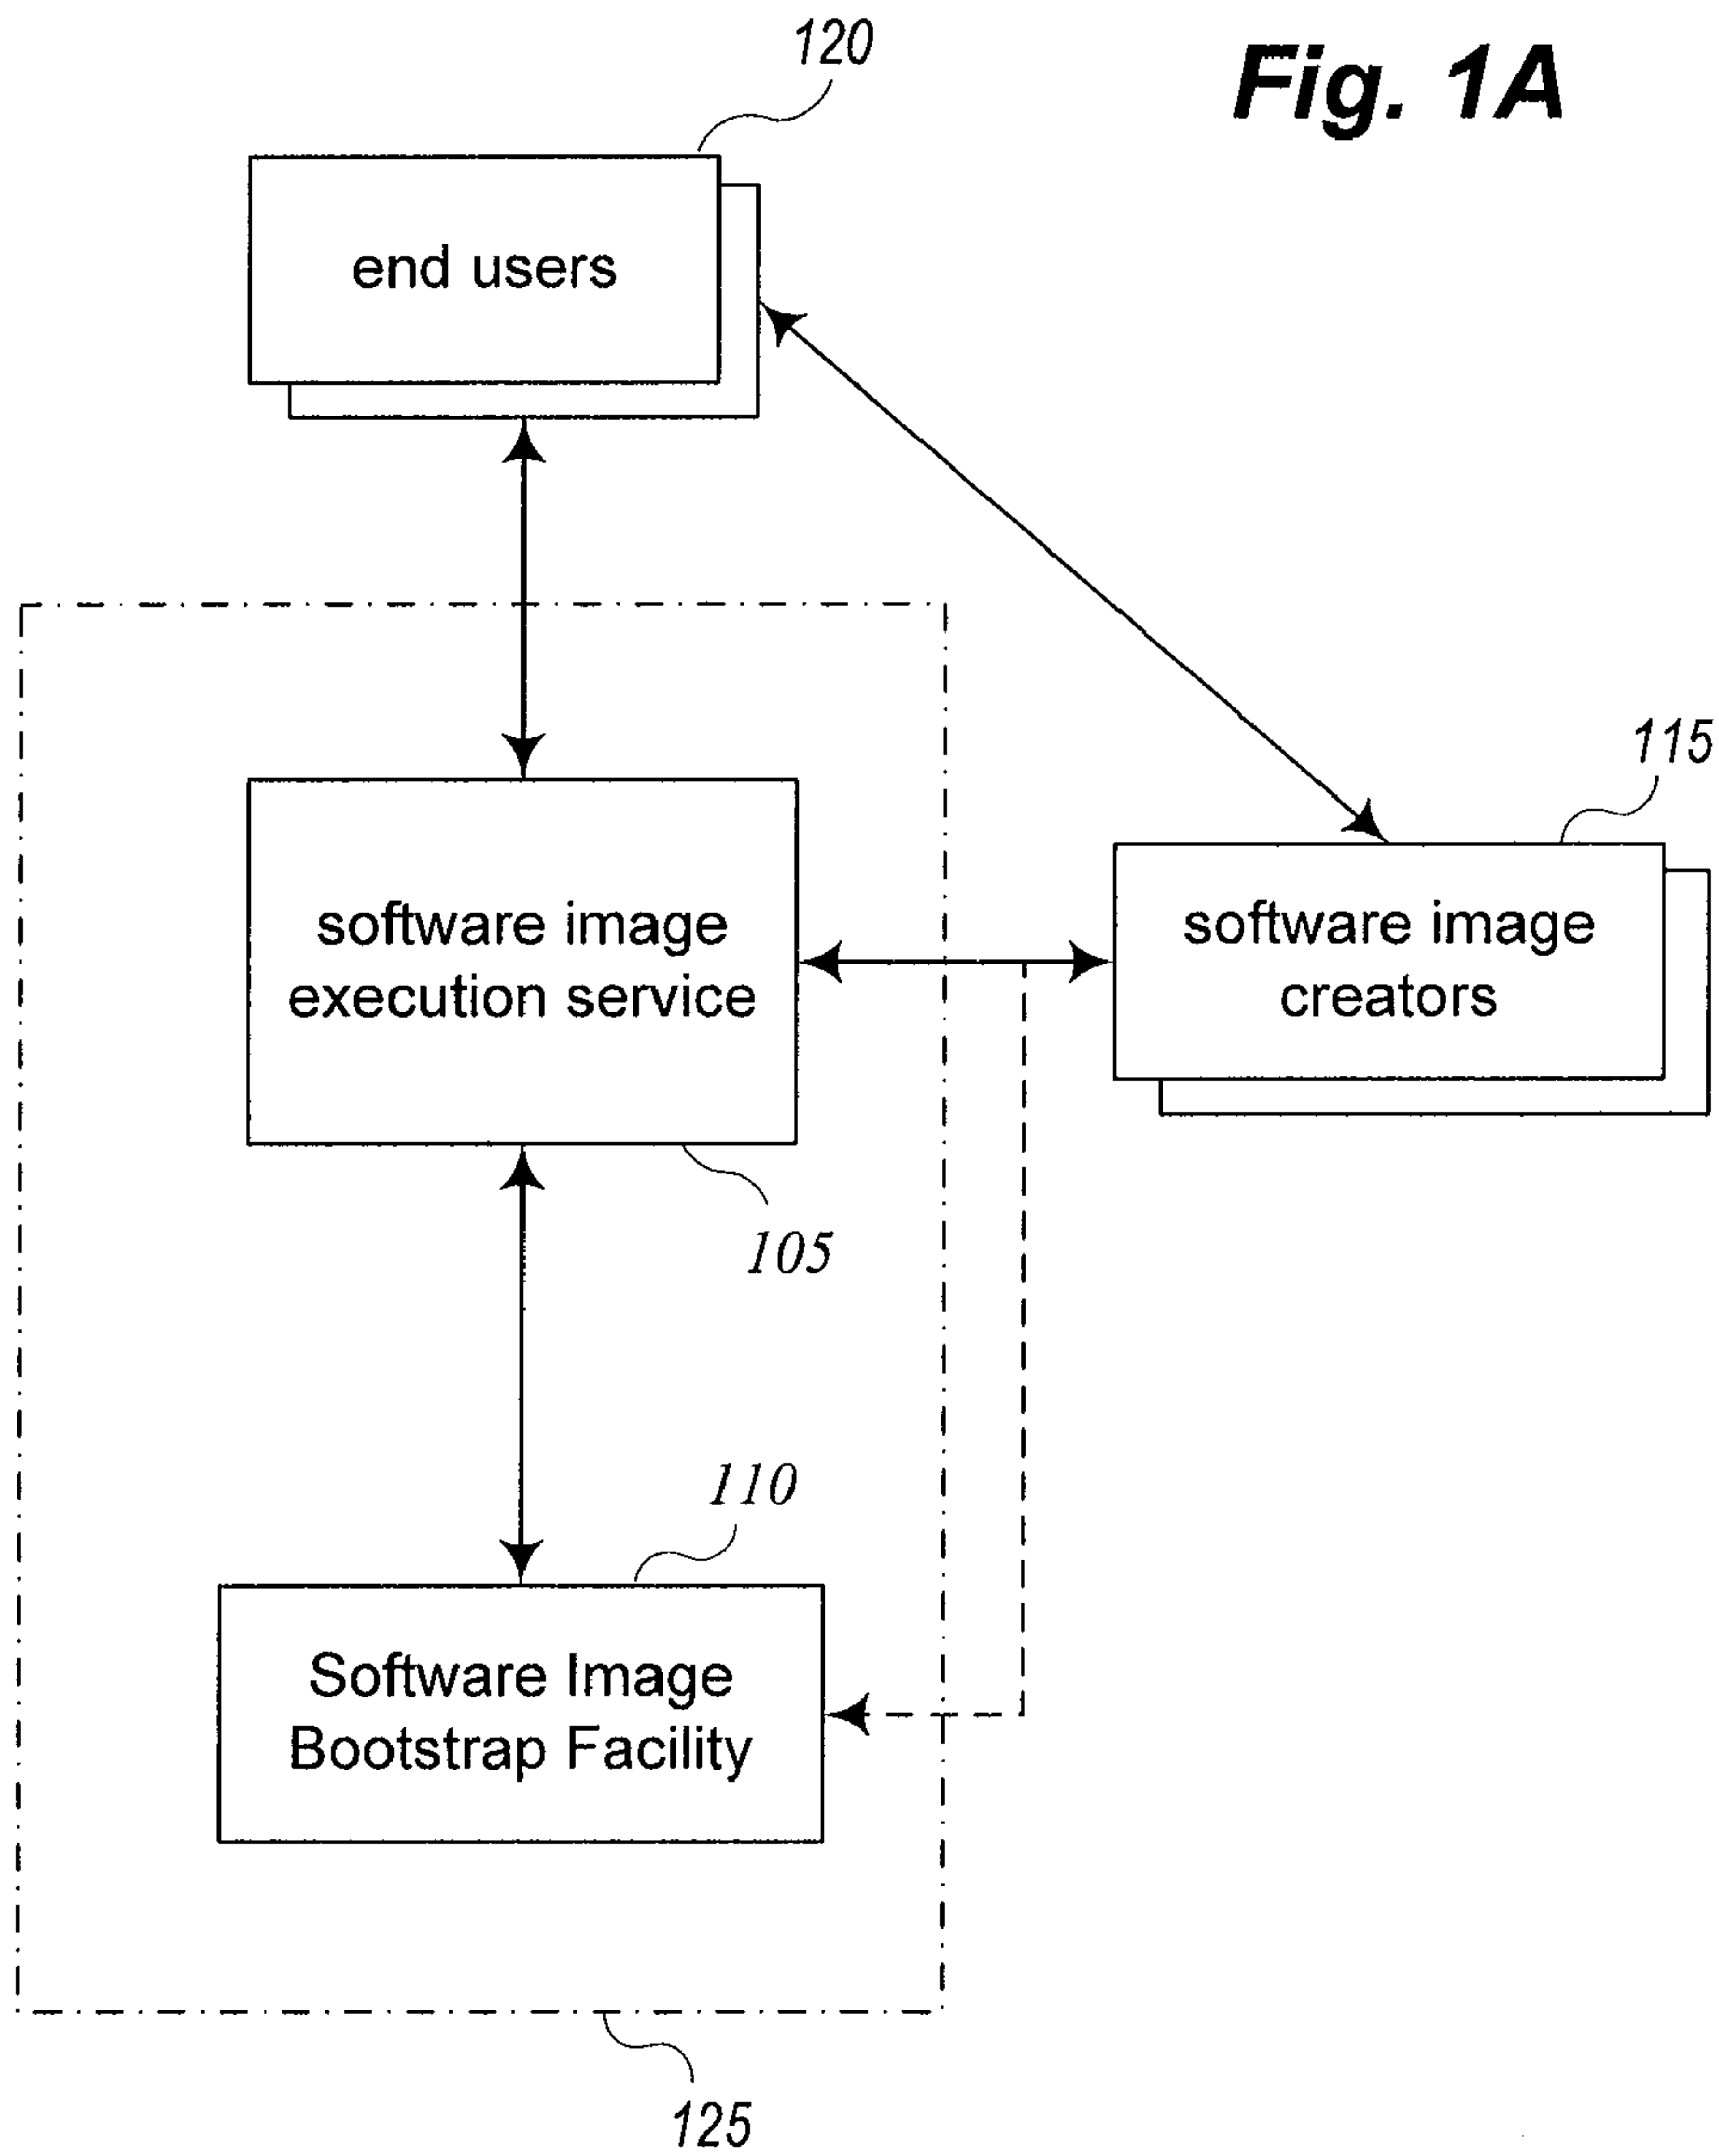 120
Fig. 1A
end users
115
software image
execution service
software image
creators
105
110
Software Image
Bootstrap Facility
125